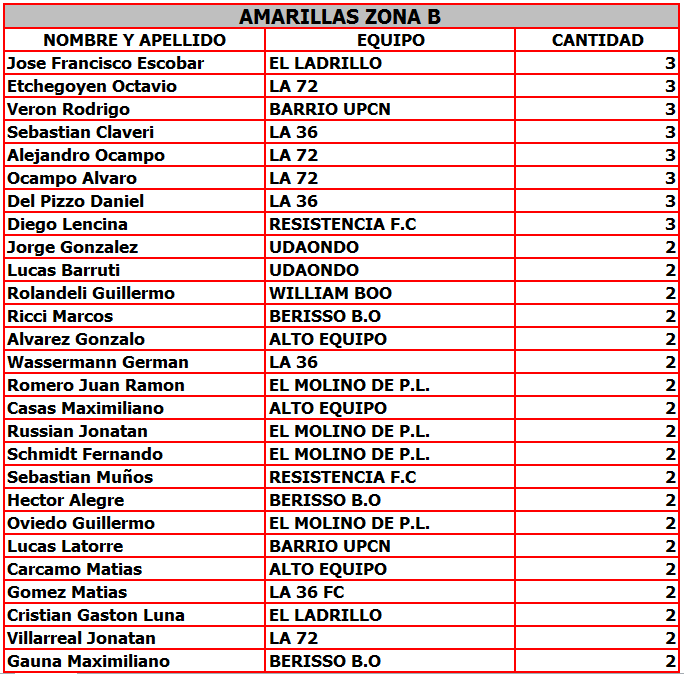 AMARILLAS ZONA B
NOMBRE Y APELLIDO EQUIPO CANTIDAD
Jose Francisco Escobar EL LADRILLO 3
Etchegoyen Octavio LA 72 3
Veron Rodrigo BARRIO UPCN 3
Sebastian Claveri LA 36 3
Alejandro Ocampo LA 72 3
Ocampo Alvaro LA 72 3
Del Pizzo Daniel LA 36 3
Diego Lencina RESISTENCIA F.C 3
Jorge Gonzalez UDAONDO 2
Lucas Barruti UDAONDO 2
Rolandeli Guillermo WILLIAM BOO 2
Ricci Marcos BERISSO B.O 2
Alvarez Gonzalo ALTO EQUIPO 2
Wassermann German LA 36 2
Romero Juan Ramon EL MOLINO DE P.L. 2
Casas Maximiliano ALTO EQUIPO 2
Russian Jonatan EL MOLINO DE P.L. 2
Schmidt Fernando EL MOLINO DE P.L. 2
Sebastian Muños RESISTENCIA F.C 2
Hector Alegre BERISSO B.O 2
Oviedo Guillermo EL MOLINO DE P.L. 2
Lucas Latorre BARRIO UPCN 2
Carcamo Matias ALTO EQUIPO 2
Gomez Matias LA 36 FC 2
Cristian Gaston Luna EL LADRILLO 2
Villarreal Jonatan LA 72 2
Gauna Maximiliano BERISSO B.O 2